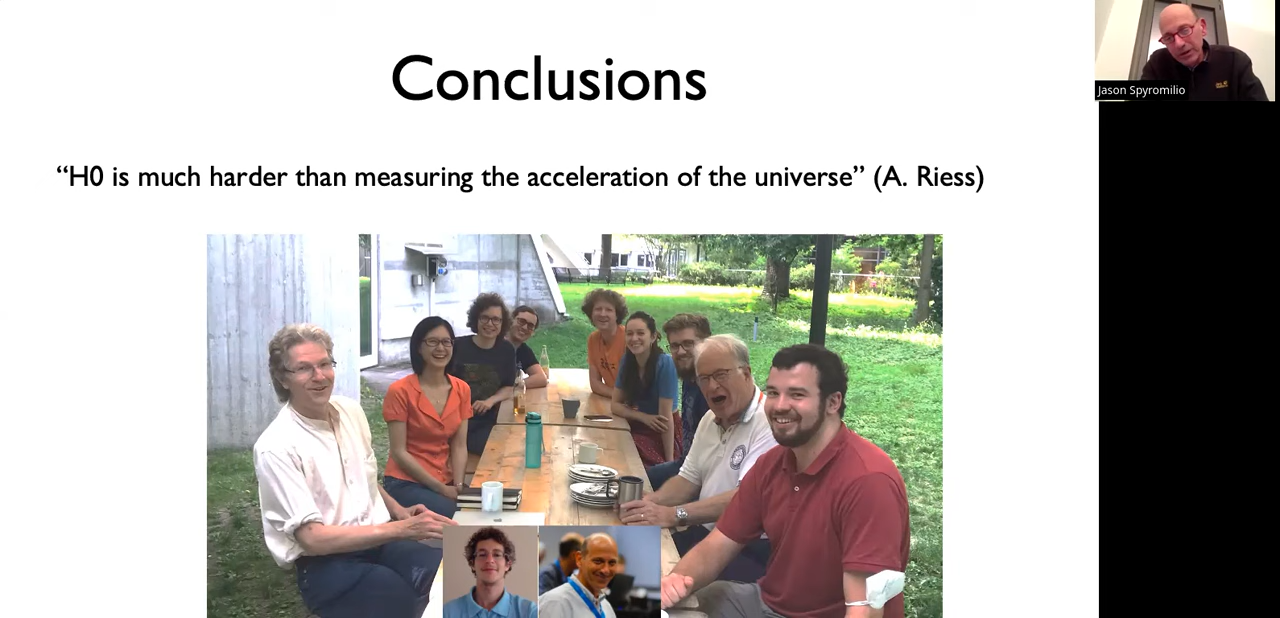 Conclusions
“H0 is much harder than measuring the acceleration of the universe” (A. Riess)
Jason Spyromilio